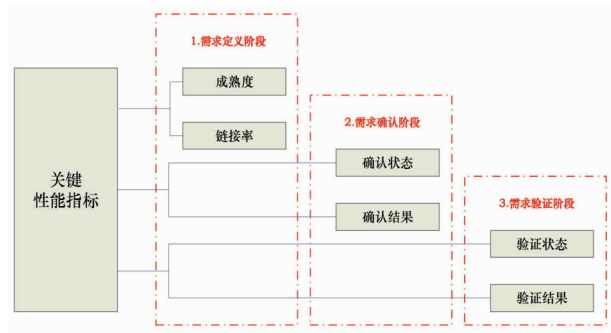 关键
性能指标
1.需求定义阶段
成熟度
链接率
2.需求确认阶段
确认状态
确认结果
3.需求验证阶段
验证状态
验证结果